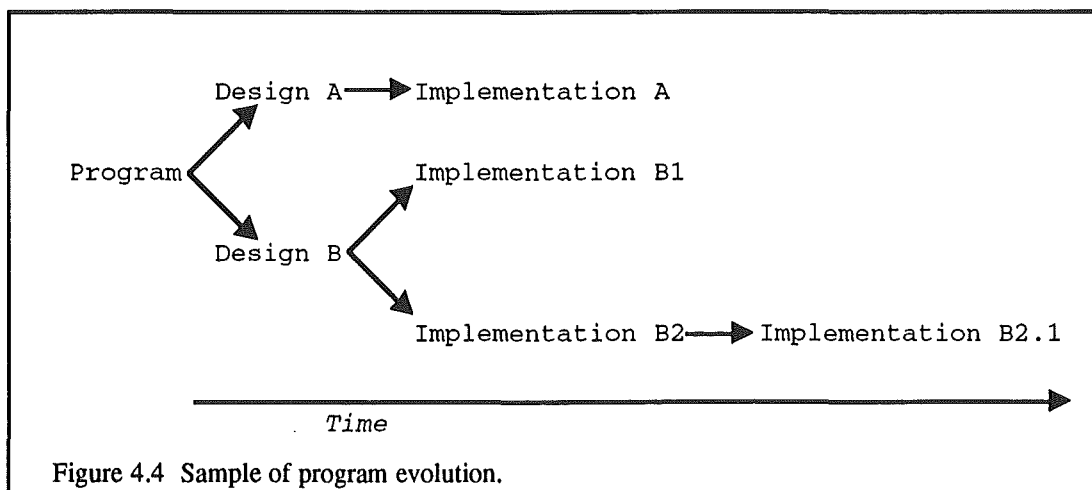 Design A Implementation A
Program Implementation B1
Design B
Implementation B2 Implementation B2.1
Time
Figure 4.4 Sample of program evolution.